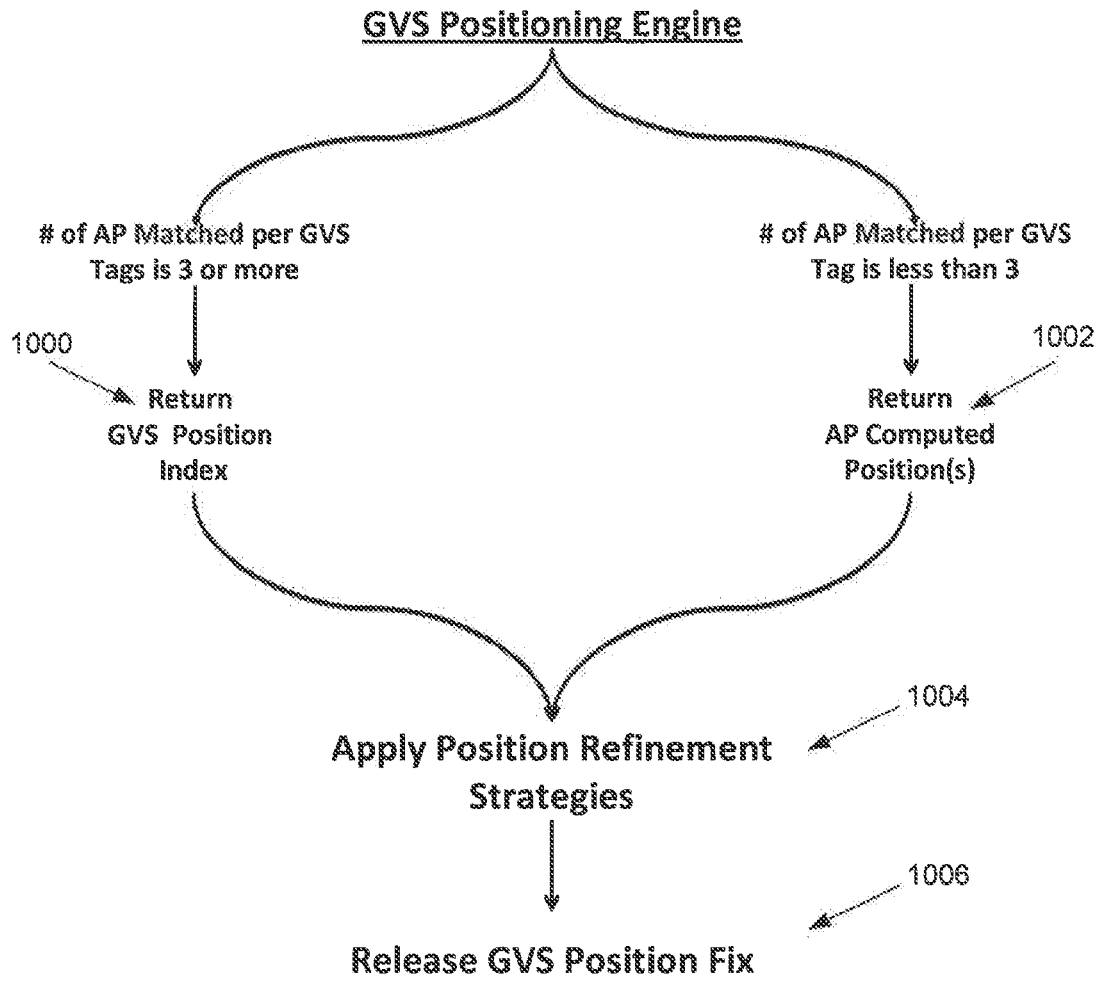 GVS Positioning Engine
# of AP Matched per GVS
Tags is 3 or more
# of AP Matched per GVS
Tag is less than 3
1000
1002
Return
GVS Position
Index
Return
AP Computed
Position(s)
1004
Apply Position Refinement
Strategies
1006
Release GVS Position Fix